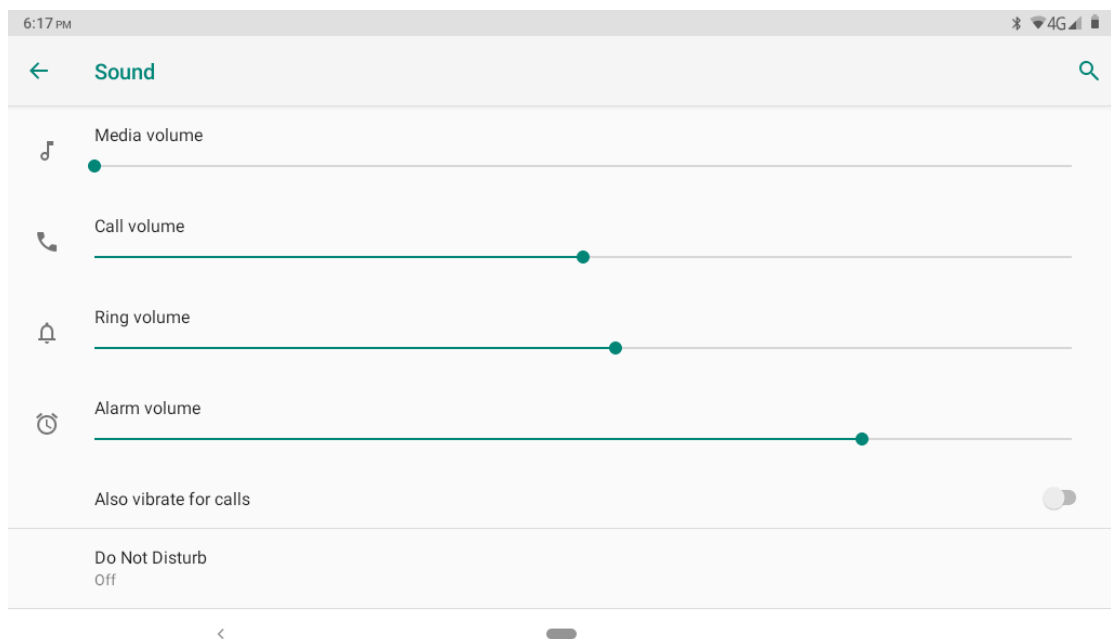 6:17 PM 4G
Sound
Media volume
Call volume
Ring volume
Alarm volume
Also vibrate for calls
Do Not Disturb
Off